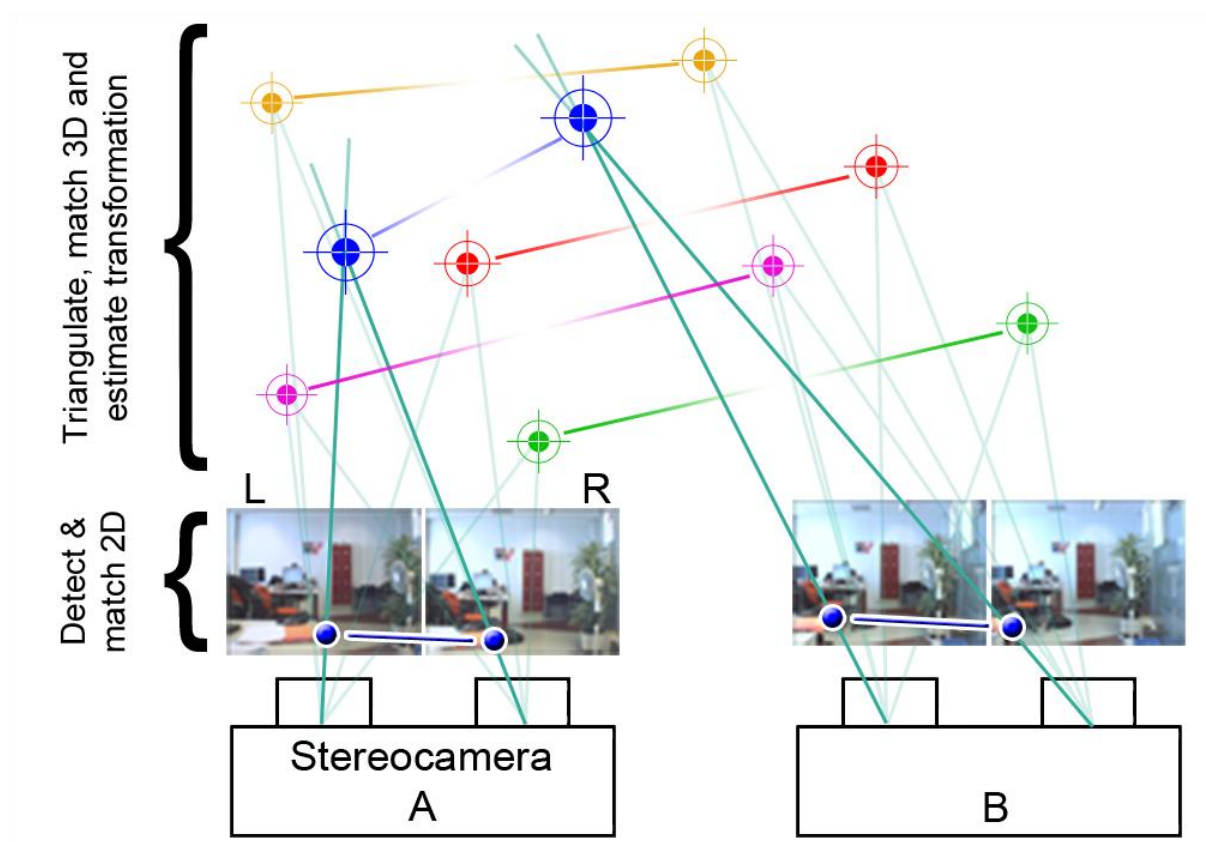 Triangulate, match 3D and
estimate transformation
L
R
Detect &
match 2D
Stereocamera
A
B